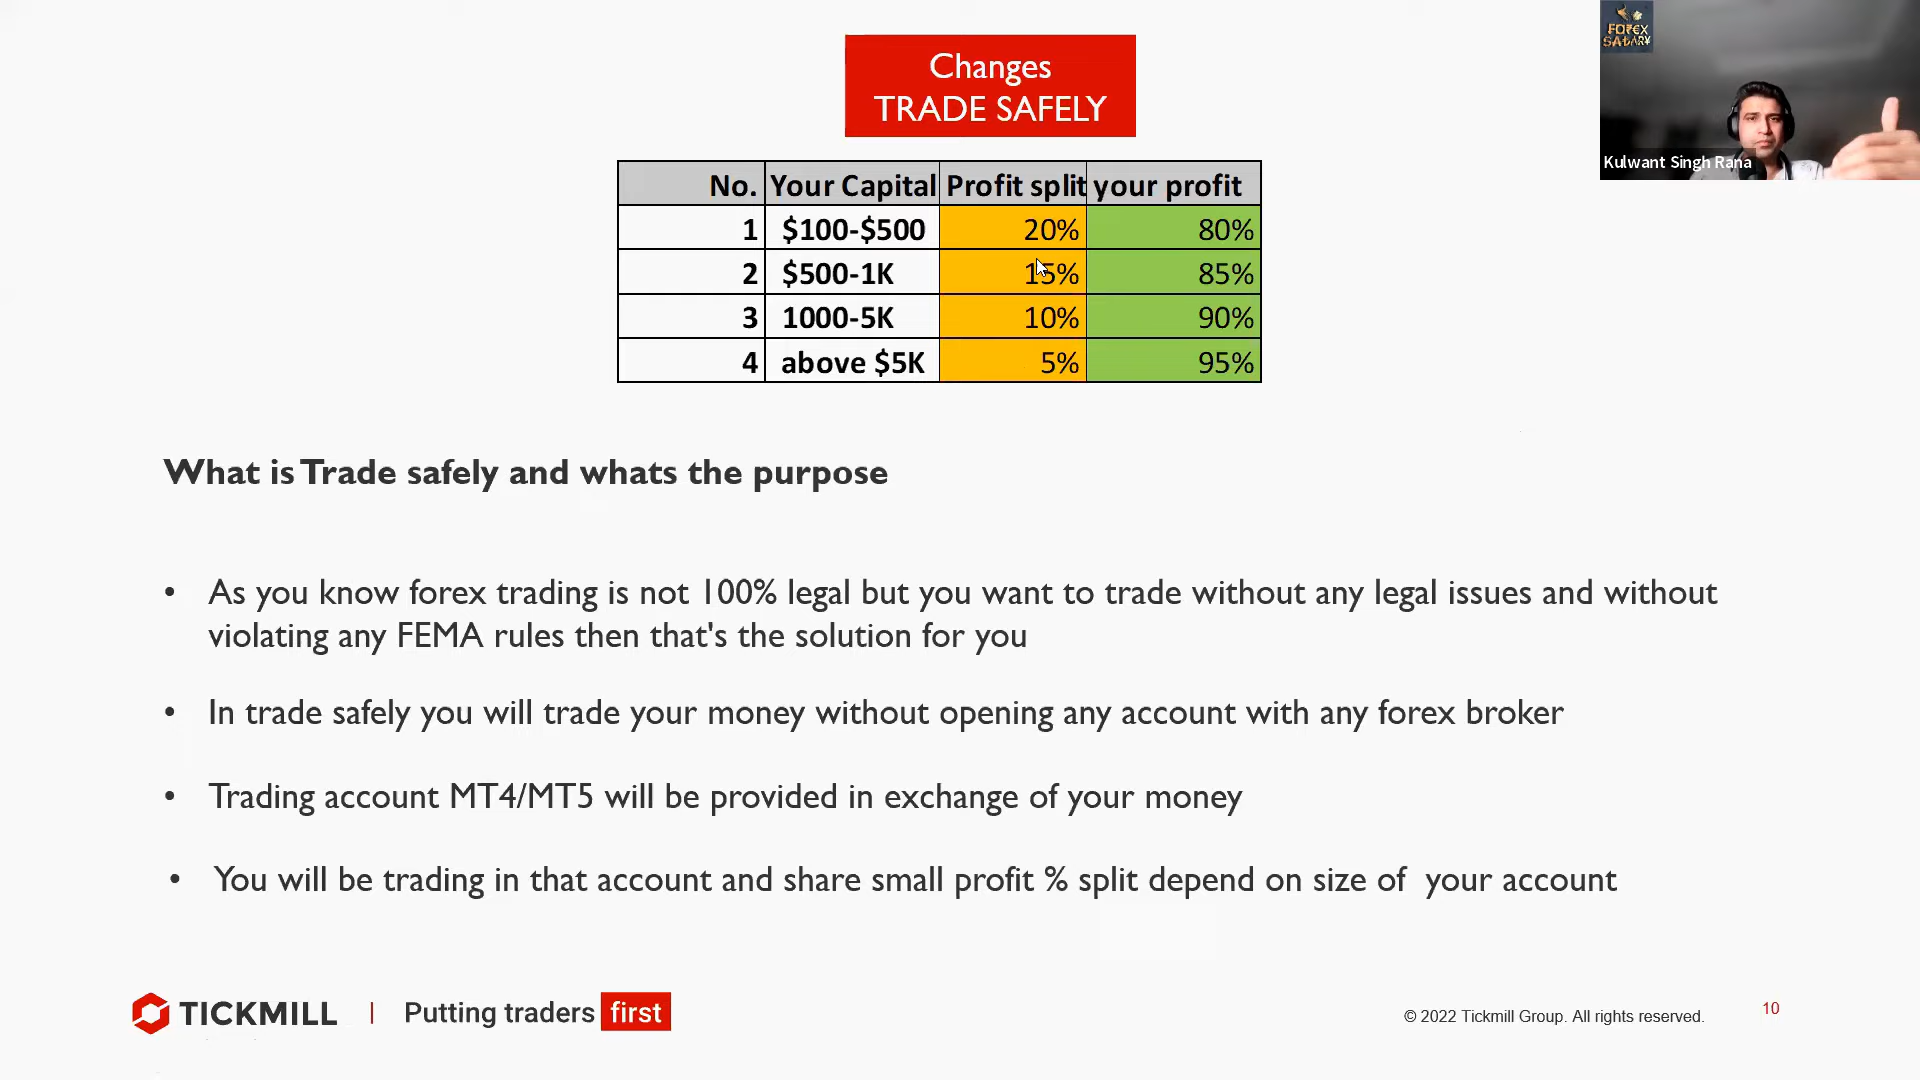 Changes
TRADE SAFELY
FOREX
SALARY
Kulwant Singh Rana
No. Your Capital Profit split your profit
1 $100-$500 20% 80%
2 $500-1K 15% 85%
3 1000-5K 10% 90%
4 above $5K 5% 95%
What is Trade safely and whats the purpose
• As you know forex trading is not 100% legal but you want to trade without any legal issues and without
violating any FEMA rules then that's the solution for you
• In trade safely you will trade your money without opening any account with any forex broker
• Trading account MT4/MT5 will be provided in exchange of your money
• You will be trading in that account and share small profit % split depend on size of your account
TICKMILL | Putting traders first
© 2022 Tickmill Group. All rights reserved. 10